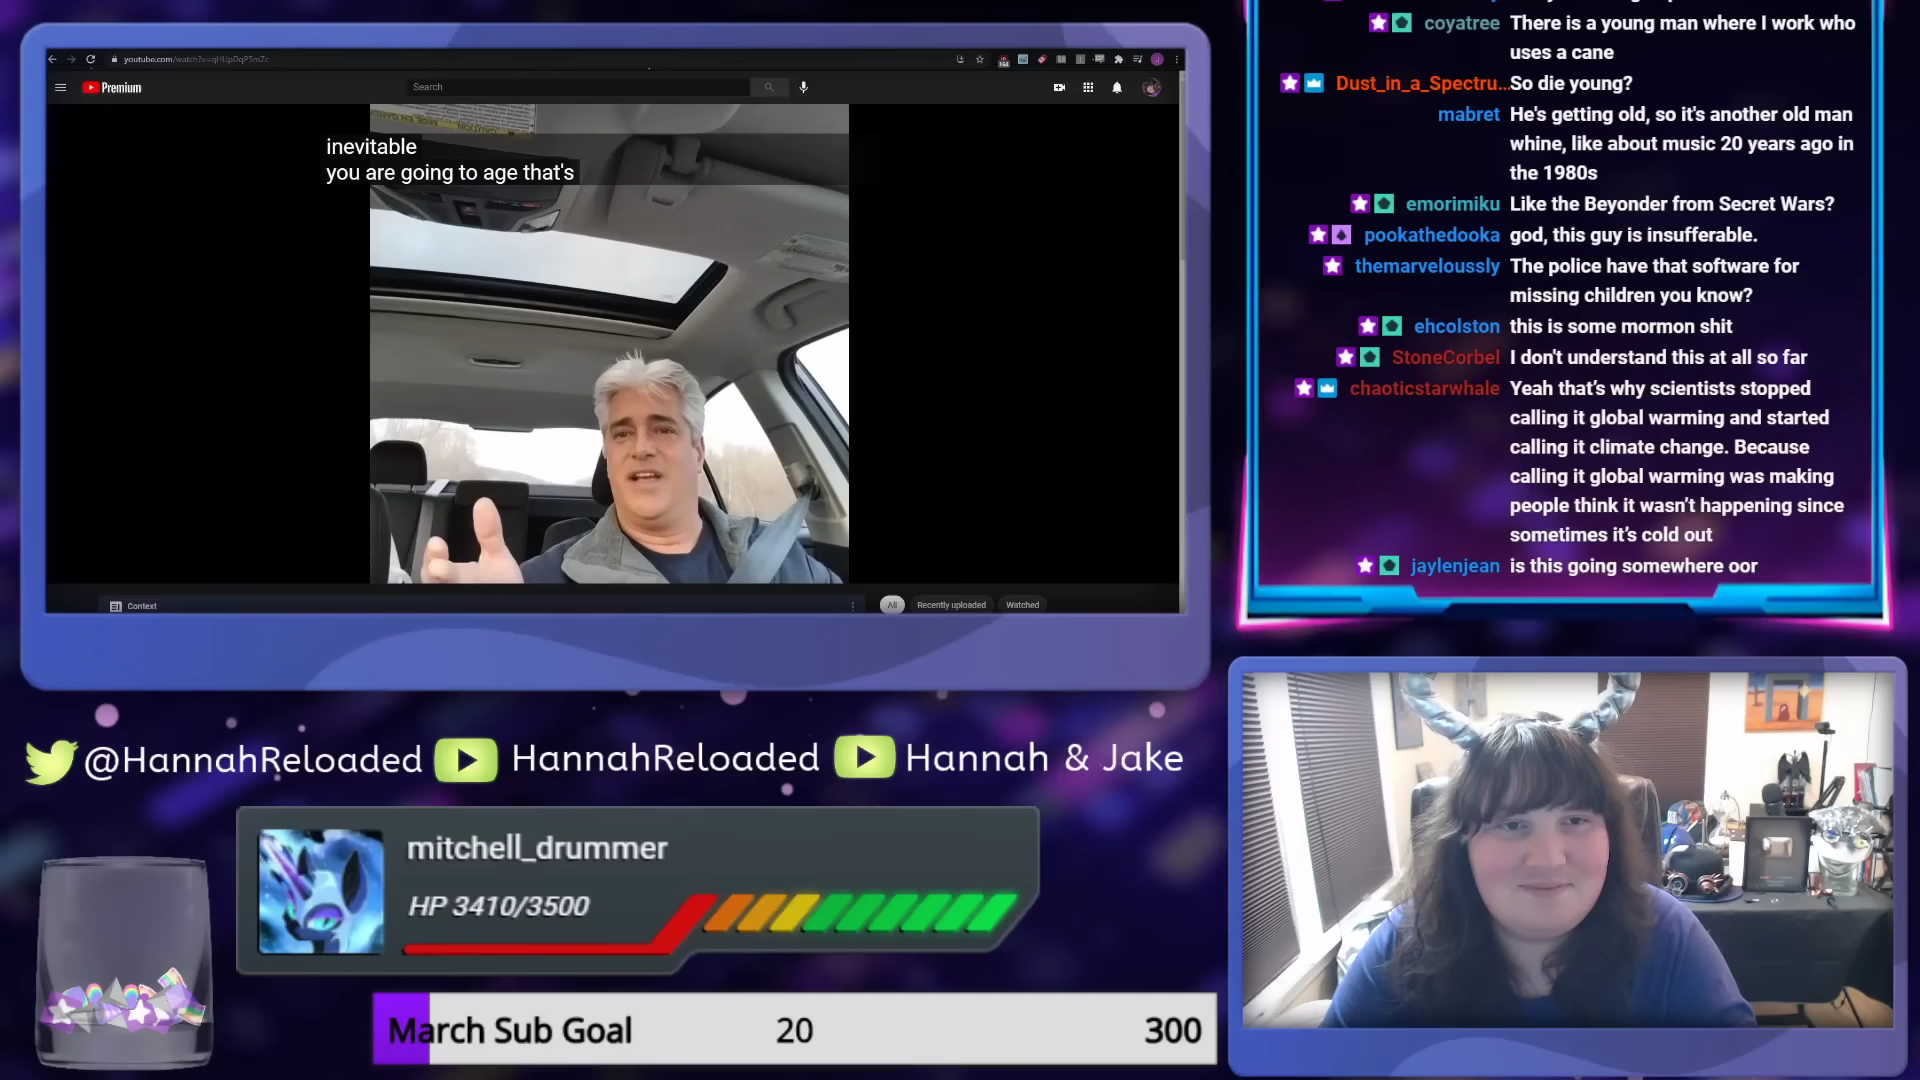 youtube.com/watch?v=qHUpDqP5mZc
Premium
Search
CAUTION
inevitable
you are going to age that's
Context
All
Recently uploaded
Watched
coyatree There is a young man where I work who
uses a cane
Dust_in_a_Spectru... So die young?
mabret He's getting old, so it's another old man
whine, like about music 20 years ago in
the 1980s
emorimiku Like the Beyonder from Secret Wars?
pookathedooka god, this guy is insufferable.
themarveloussly The police have that software for
missing children you know?
ehcolston this is some mormon shit
StoneCorbel I don't understand this at all so far
chaoticstarwhale Yeah that's why scientists stopped
calling it global warming and started
calling it climate change. Because
calling it global warming was making
people think it wasn't happening since
sometimes it's cold out
jaylenjean is this going somewhere oor
@HannahReloaded
HannahReloaded
Hannah & Jake
mitchell_drummer
HP 3410/3500
March Sub Goal 20 300